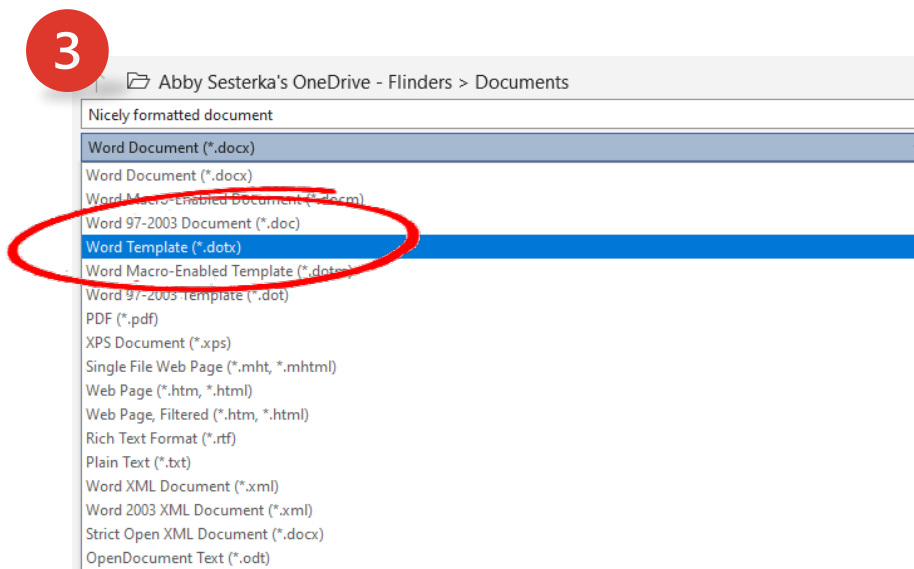 3
Abby Sesterka's OneDrive - Flinders > Documents
Nicely formatted document
Word Document (*.docx)
Word Document (*.docx)
Word Macro-Enabled Document (*.docm)
Word 97-2003 Document (*.doc)
Word Template (*.dotx)
Word Macro-Enabled Template (*.dotm)
Word 97-2003 Template (*.dot)
PDF (*.pdf)
XPS Document (*.xps)
Single File Web Page (*.mht, *.mhtml)
Web Page (*.htm, *.html)
Web Page, Filtered (*.htm, *.html)
Rich Text Format (*.rtf)
Plain Text (*.txt)
Word XML Document (*.xml)
Word 2003 XML Document (*.xml)
Strict Open XML Document (*.docx)
OpenDocument Text (*.odt)